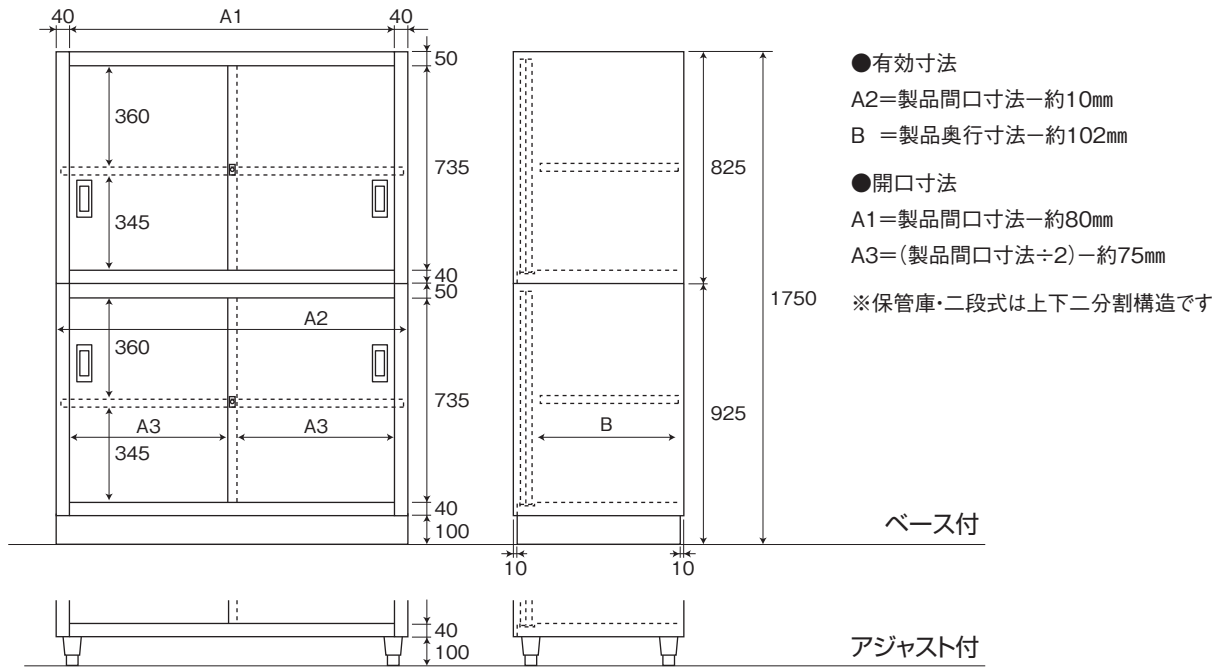 40
A1
40
50
360
735
345
40
50
A2
360
735
A3
A3
345
40
100
825
1750
925
B
10
10
ベース付
40
100
アジャスト付
●有効寸法
A2=製品間口寸法−約10㎜
B =製品奥行寸法−約102㎜
●開口寸法
A1=製品間口寸法−約80㎜
A3=(製品間口寸法÷2)−約75㎜
※保管庫・二段式は上下二分割構造です